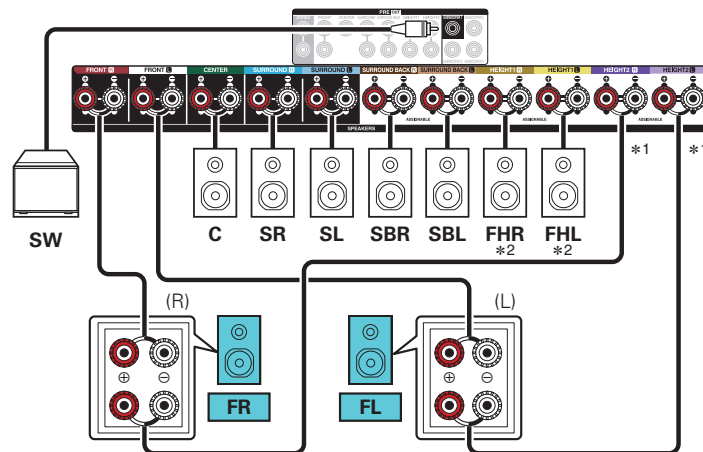 PRE OUT
FRONT R
FRONT L
CENTER
SURROUND R
SURROUND L
SURROUND BACK R
SURROUND BACK L
HEIGHT1 R
HEIGHT1 L
HEIGHT2 R
HEIGHT2 L
ASSIGNABLE
ASSIGNABLE
ASSIGNABLE
SPEAKERS
*1
*1
SW
C
SR
SL
SBR
SBL
FHR
FHL
*2
*2
(R)
(L)
FR
FL